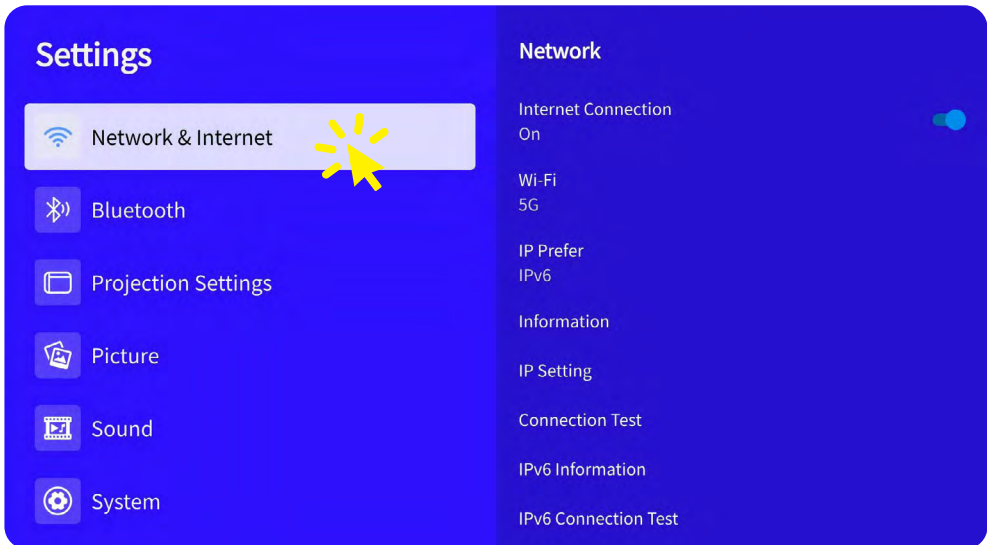 Settings
Network & Internet
Bluetooth
Projection Settings
Picture
Sound
System
Network
Internet Connection
On
Wi-Fi
5G
IP Prefer
IPv6
Information
IP Setting
Connection Test
IPv6 Information
IPv6 Connection Test